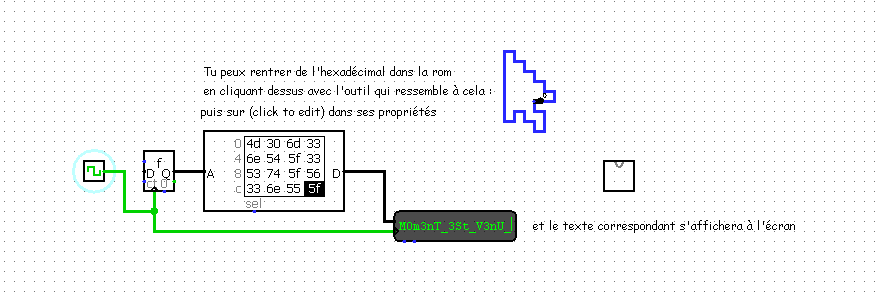 Tu peux rentrer de l'hexadécimal dans la rom
en cliquant dessus avec l'outil qui ressemble à cela :
puis sur (click to edit) dans ses propriétés
f
D Q
ct 0
A
0 4d 30 6d 33
4 6e 54 5f 33
8 53 74 5f 56
c 33 6e 55 5f
sel
D
M0m3nT_3St_V3nU_
et le texte correspondant s'affichera à l'écran